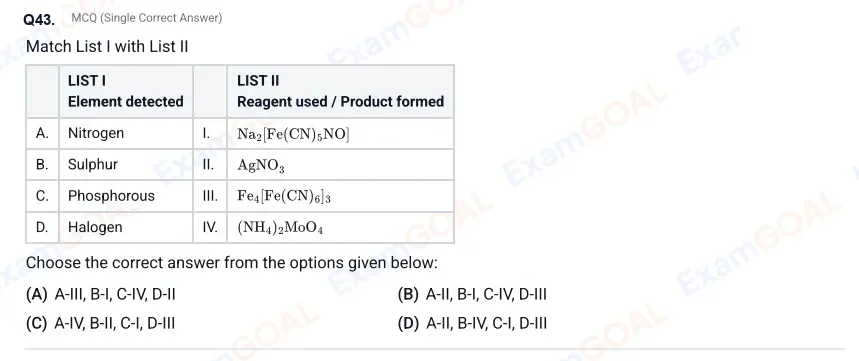 Q43. MCQ (Single Correct Answer)
Match List I with List II
LIST I LIST II
Element detected Reagent used / Product formed
A. Nitrogen I. Na₂[Fe(CN)₅NO]
B. Sulphur II. AgNO₃
C. Phosphorous III. Fe₄[Fe(CN)₆]₃
D. Halogen IV. (NH₄)₂MoO₄
Choose the correct answer from the options given below:
(A) A-III, B-I, C-IV, D-II (B) A-II, B-I, C-IV, D-III
(C) A-IV, B-II, C-I, D-III (D) A-II, B-IV, C-I, D-III
ExamGOAL